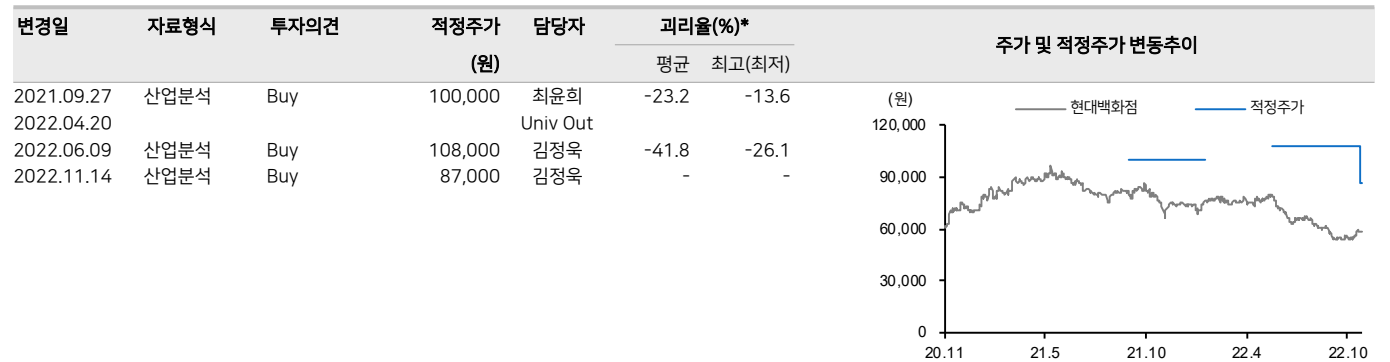 변경일 자료형식 투자의견 적정주가 담당자 괴리율(%)* 주가 및 적정주가 변동추이
(원) 평균 최고(최저)
2021.09.27 산업분석 Buy 100,000 최윤희 -23.2 -13.6
2022.04.20 Univ Out
2022.06.09 산업분석 Buy 108,000 김정욱 -41.8 -26.1
2022.11.14 산업분석 Buy 87,000 김정욱 - -
(원) 현대백화점 적정주가
120,000
90,000
60,000
30,000
0
20.11 21.5 21.10 22.4 22.10